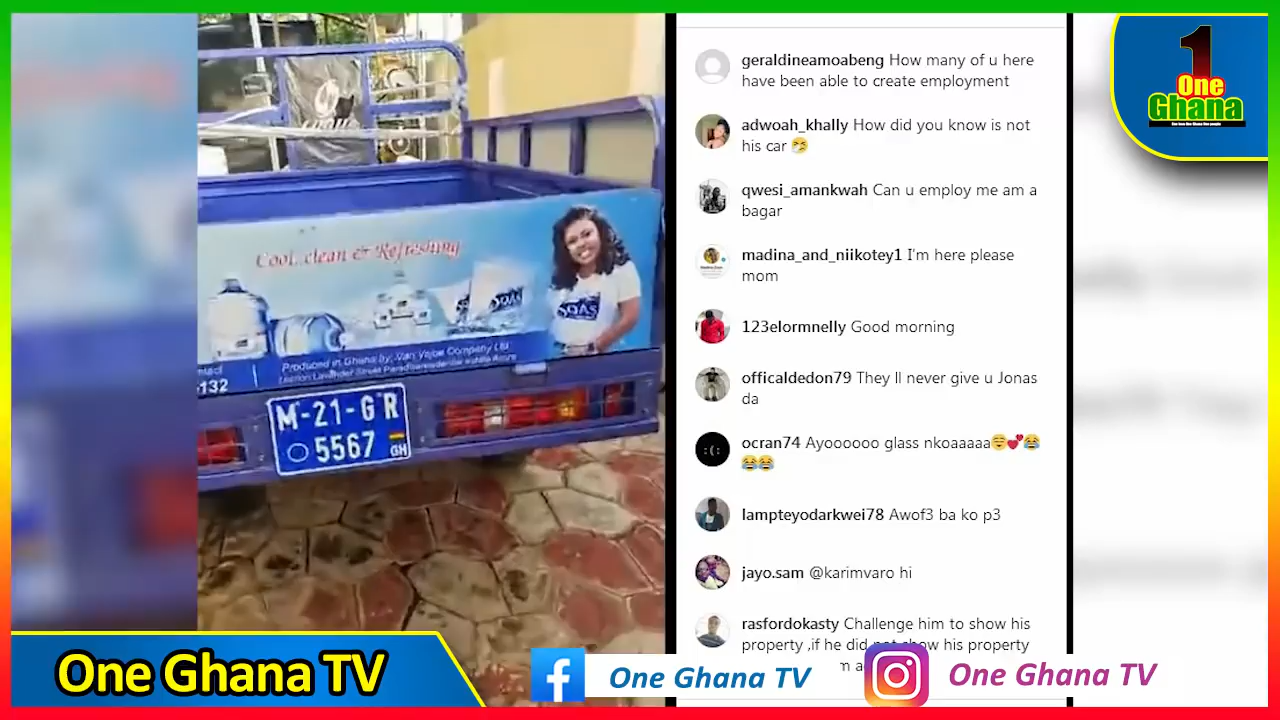 Cool, clean & Refreshing
SOAS
SOAS
Produced in Ghana by: Van Vajoe Company Ltd
132
M-21-GR
5567
GH
geraldineamoabeng How many of u here
have been able to create employment
adwoah_khally How did you know is not
his car 🤧
qwesi_amankwah Can u employ me am a
bagar
madina_and_niikotey1 I'm here please
mom
123elormnelly Good morning
officaldedon79 They ll never give u Jonas
da
ocran74 Ayoooooo glass nkoaaaaa☺️💕😂
😂😂
lampteyodarkwei78 Awof3 ba ko p3
jayo.sam @karimvaro hi
rasfordokasty Challenge him to show his
property ,if he did not show his property
1
One
Ghana
One Ghana TV
One Ghana TV
One Ghana TV